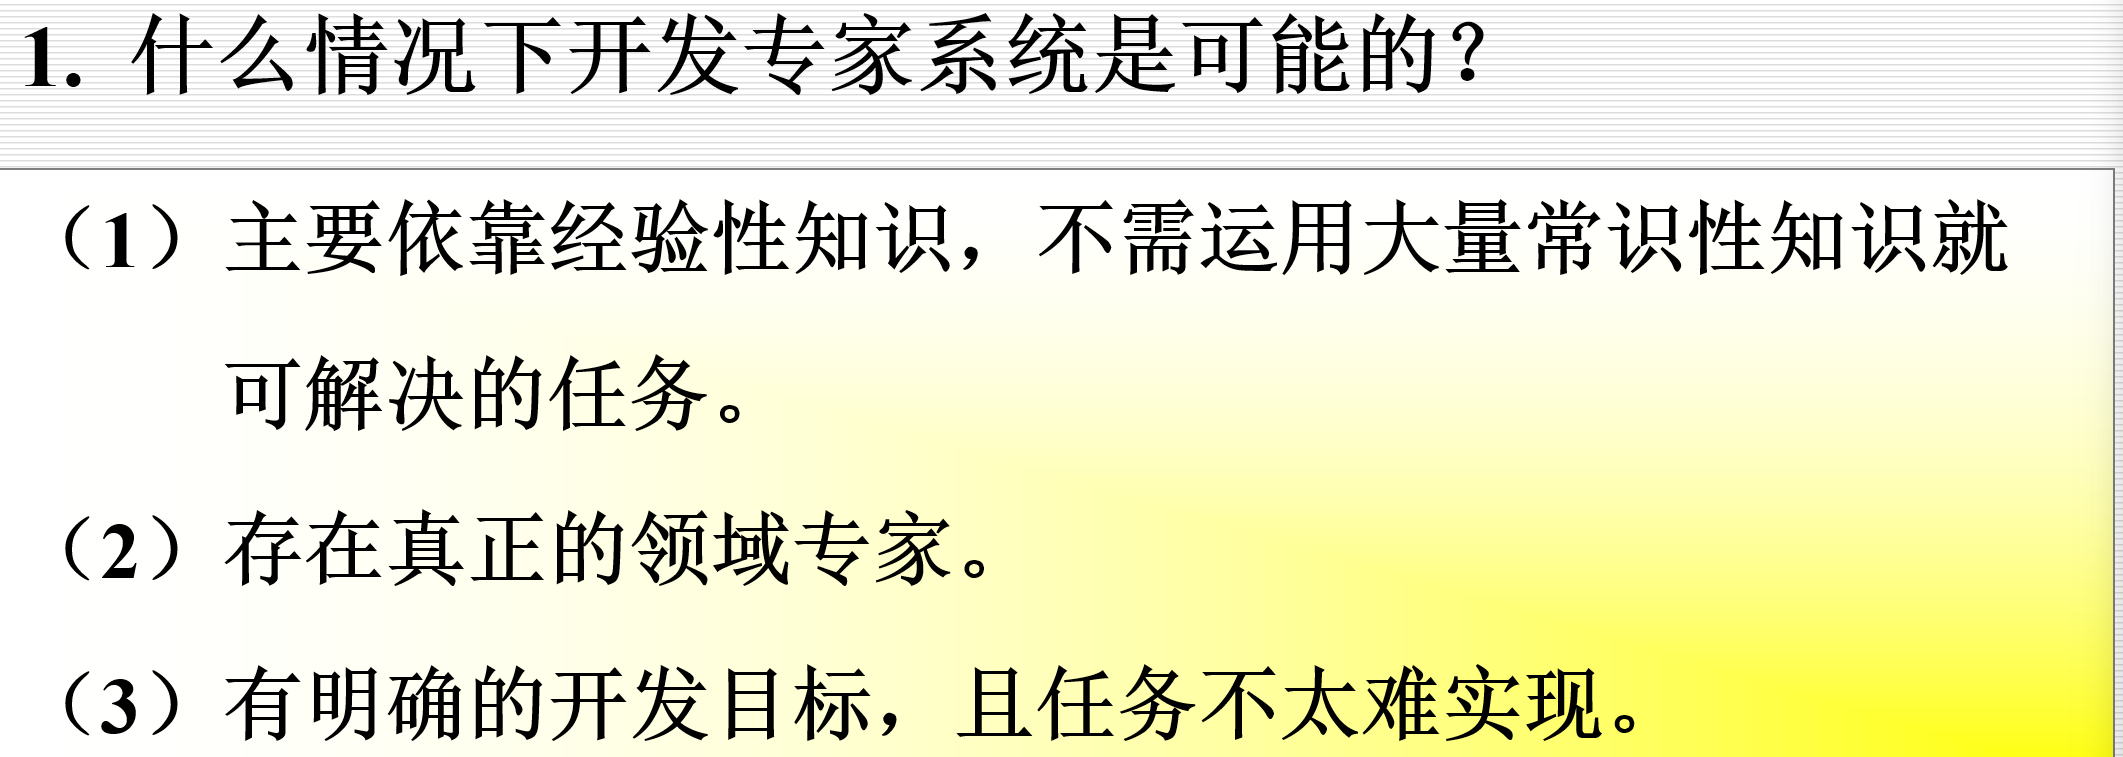 1. 什么情况下开发专家系统是可能的？
（1）主要依靠经验性知识，不需运用大量常识性知识就
可解决的任务。
（2）存在真正的领域专家。
（3）有明确的开发目标，且任务不太难实现。